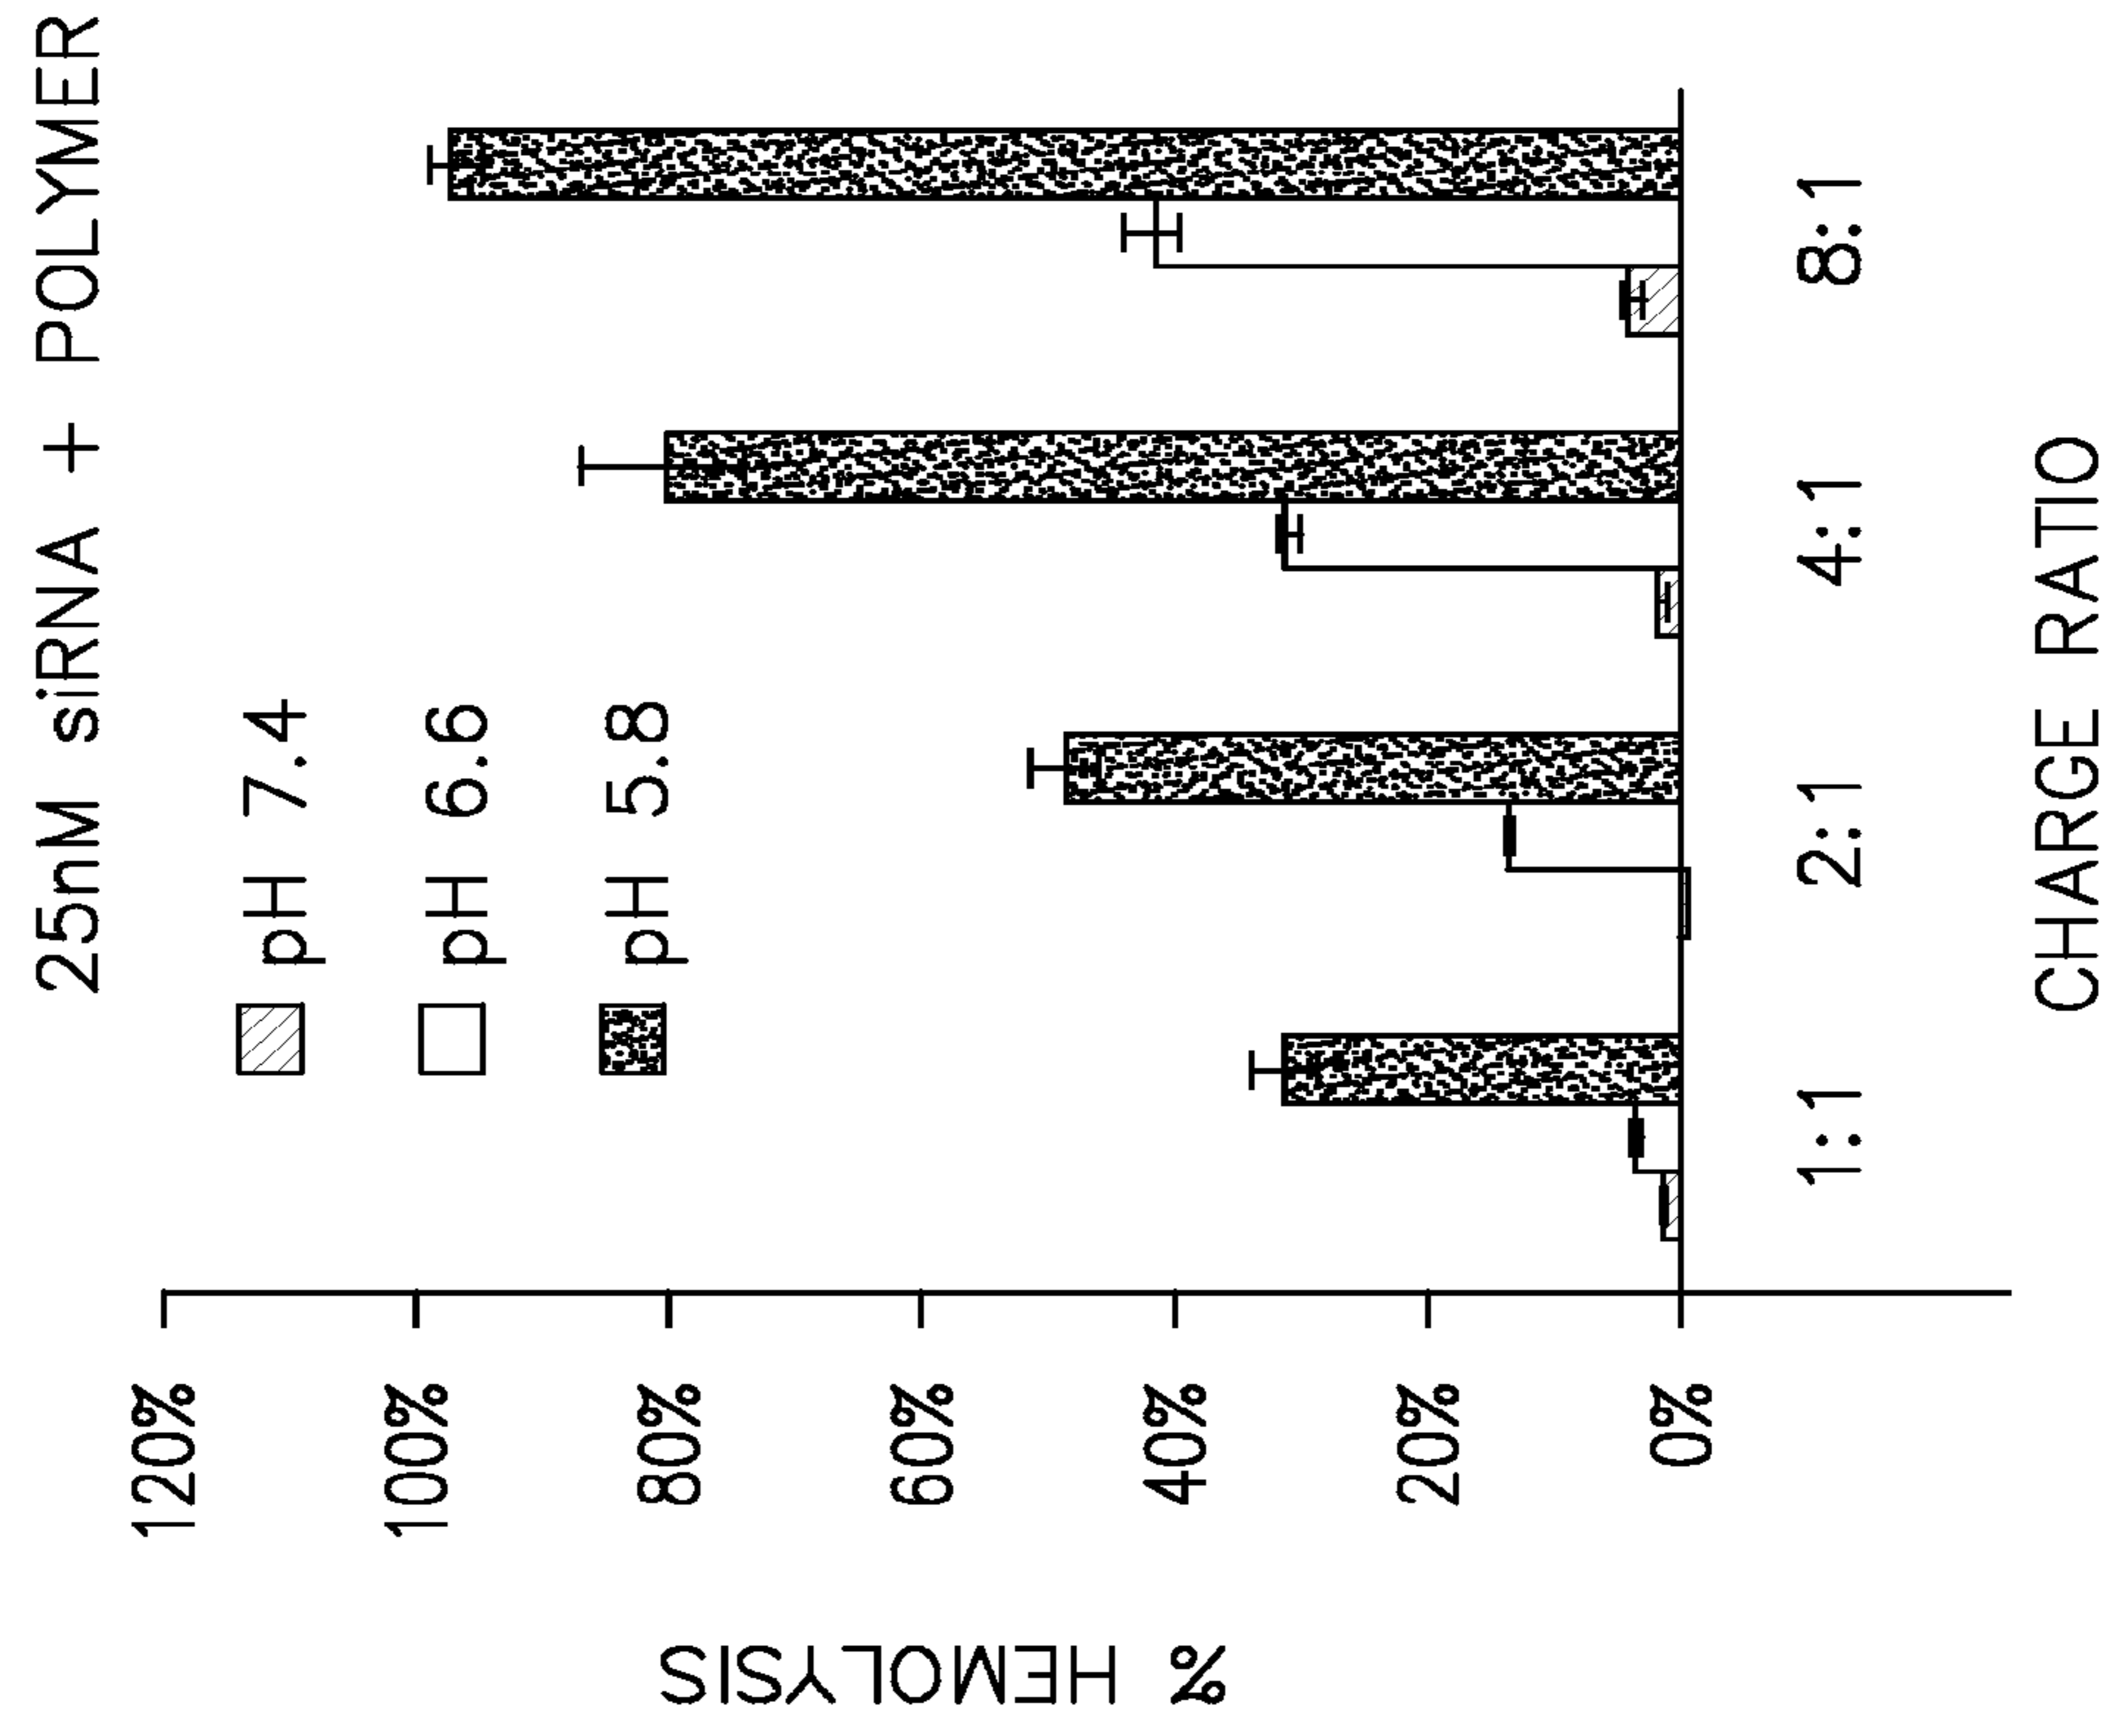 25nM siRNA + POLYMER
pH 7.4
pH 6.6
pH 5.8
120%
100%
80%
60%
40%
20%
0%
% HEMOLYSIS
1:1
2:1
4:1
8:1
CHARGE RATIO